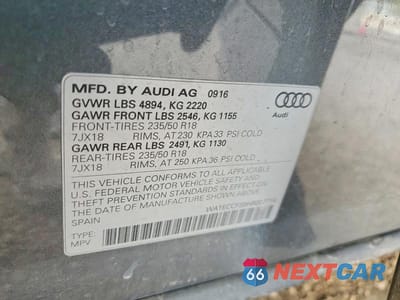 MFD. BY AUDI AG 09/16
GVWR LBS 4894, KG 2220
GAWR FRONT LBS 2546, KG 1155
FRONT-TIRES 235/50 R18
7JX18 RIMS, AT 230 KPA 33 PSI COLD
GAWR REAR LBS 2491, KG 1130
REAR-TIRES 235/50 R18
7JX18 RIMS, AT 250 KPA 36 PSI COLD
THIS VEHICLE CONFORMS TO ALL APPLICABLE
U.S. FEDERAL MOTOR VEHICLE SAFETY AND
THEFT PREVENTION STANDARDS IN EFFECT ON
THE DATE OF MANUFACTURE SHOWN ABOVE.
SPAIN
TYPE:
MPV
Audi
66 NEXTCAR